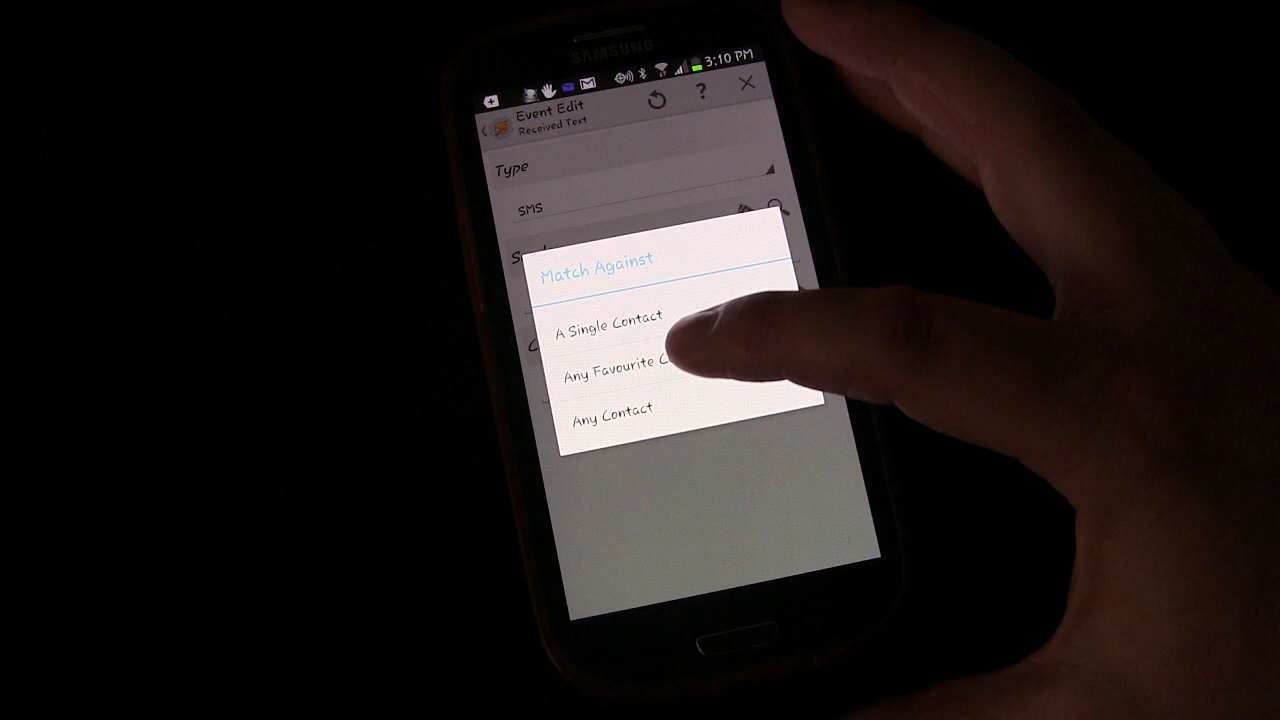 SAMSUNG
3:10 PM
Event Edit
Received Text
?
Type
SMS
Match Against
A Single Contact
Any Favourite
Any Contact